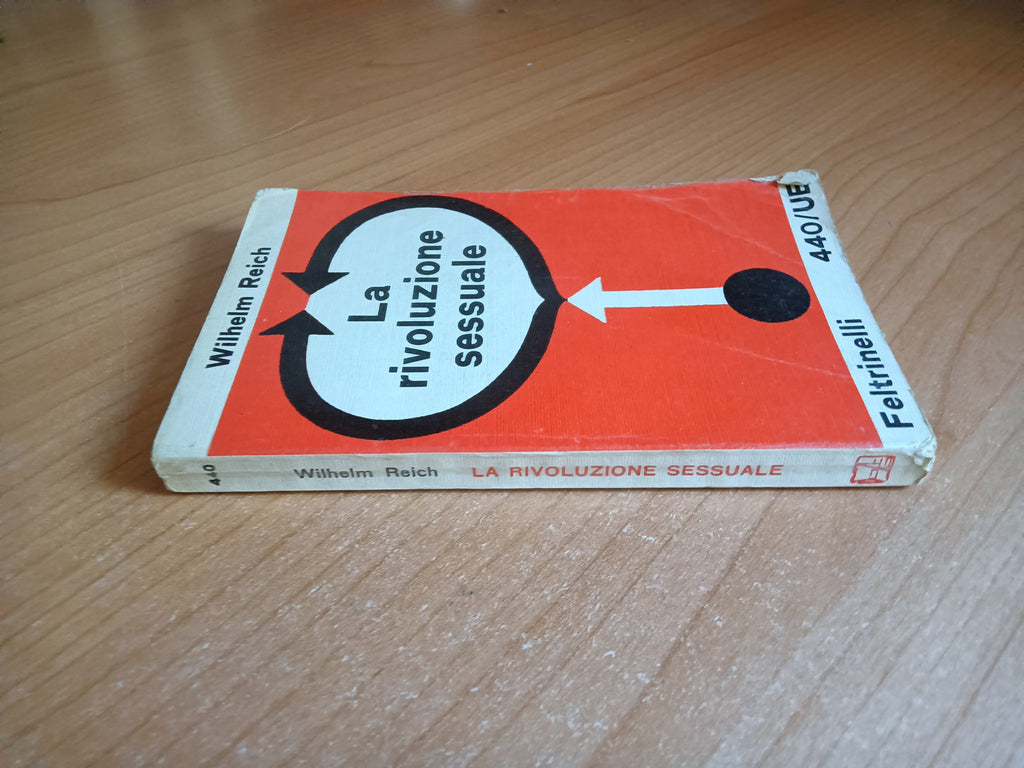 Wilhelm Reich
La
rivoluzione
sessuale
440/UE
Feltrinelli
440
Wilhelm Reich LA RIVOLUZIONE SESSUALE